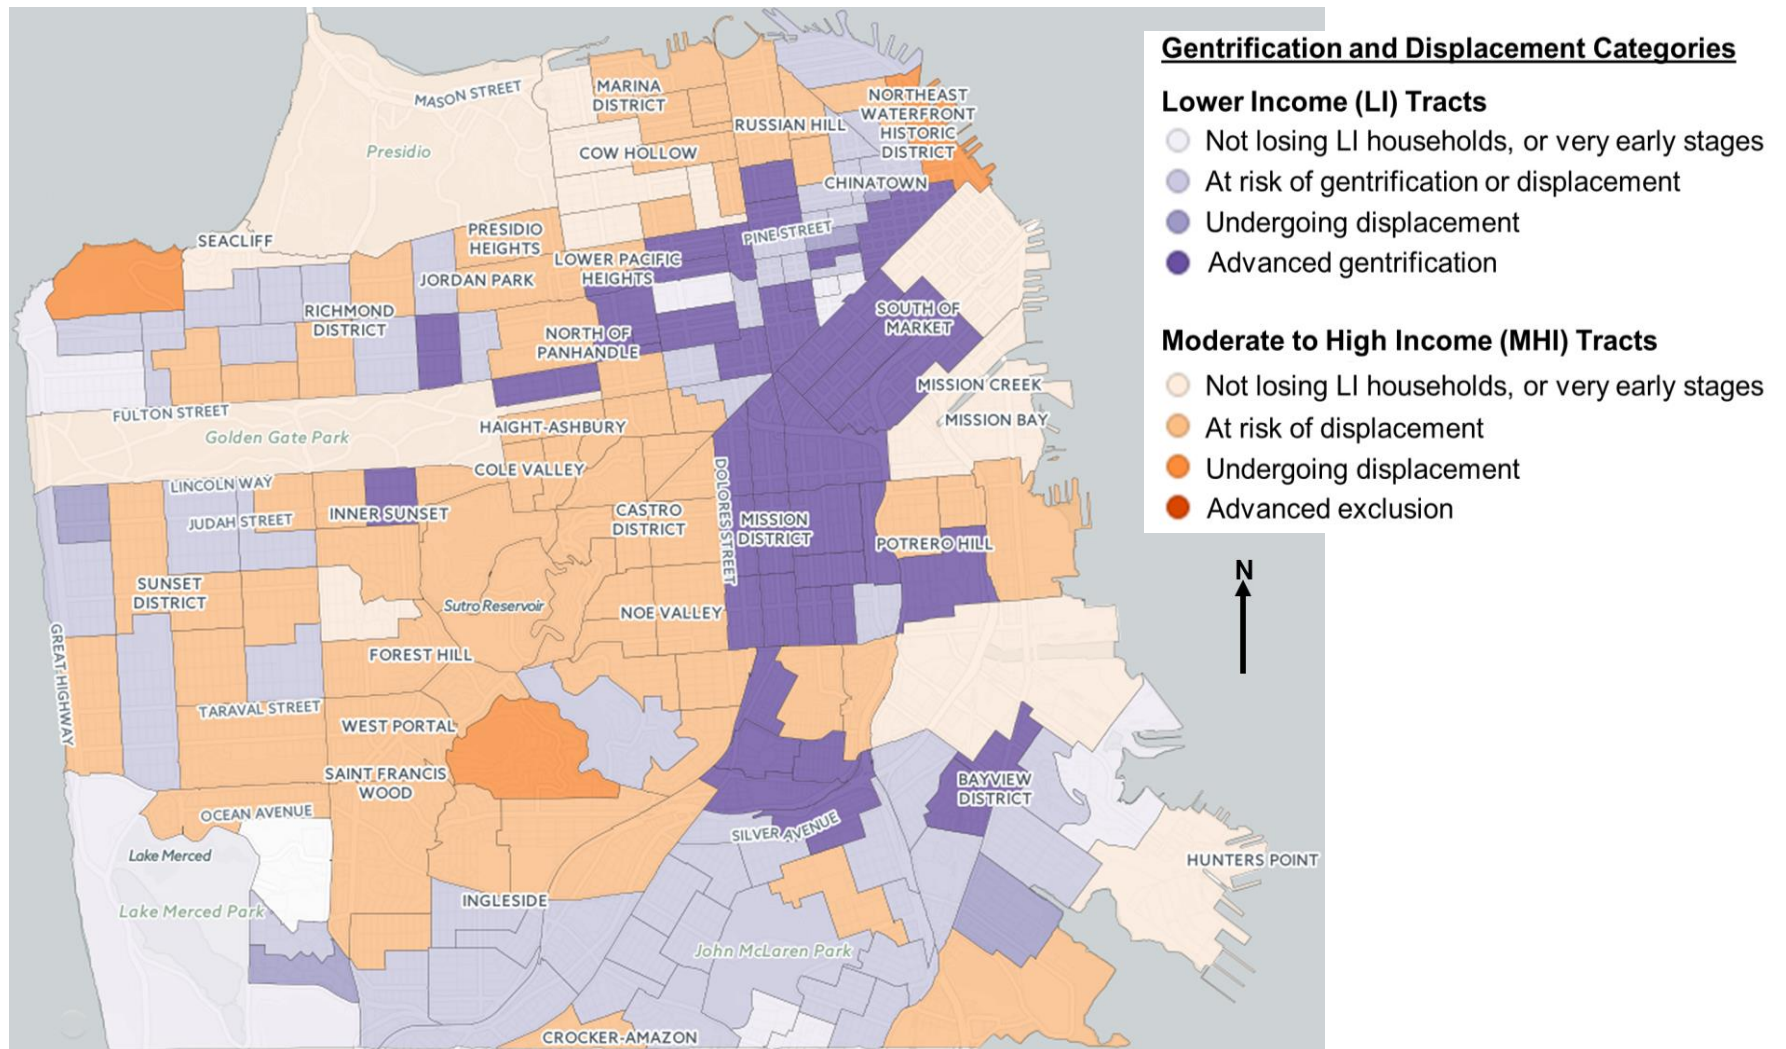 Gentrification and Displacement Categories
Lower Income (LI) Tracts
Not losing LI households, or very early stages
At risk of gentrification or displacement
Undergoing displacement
Advanced gentrification
Moderate to High Income (MHI) Tracts
Not losing LI households, or very early stages
At risk of displacement
Undergoing displacement
Advanced exclusion
N
MASON STREET
MARINA
DISTRICT
NORTHEAST
WATERFRONT
HISTORIC
DISTRICT
RUSSIAN HILL
Presidio
COW HOLLOW
CHINATOWN
SEACLIFF
PRESIDIO
HEIGHTS
PINE STREET
LOWER PACIFIC
HEIGHTS
JORDAN PARK
RICHMOND
DISTRICT
SOUTH OF
MARKET
NORTH OF
PANHANDLE
MISSION CREEK
FULTON STREET
MISSION BAY
HAIGHT-ASHBURY
Golden Gate Park
COLE VALLEY
LINCOLN WAY
DOLORES STREET
INNER SUNSET
JUDAH STREET
CASTRO
DISTRICT
MISSION
DISTRICT
POTRERO HILL
SUNSET
DISTRICT
Sutro Reservoir
NOE VALLEY
GREAT HIGHWAY
FOREST HILL
TARAVAL STREET
WEST PORTAL
SAINT FRANCIS
WOOD
BAYVIEW
DISTRICT
OCEAN AVENUE
SILVER AVENUE
Lake Merced
HUNTERS POINT
INGLESIDE
Lake Merced Park
John McLaren Park
CROCKER-AMAZON